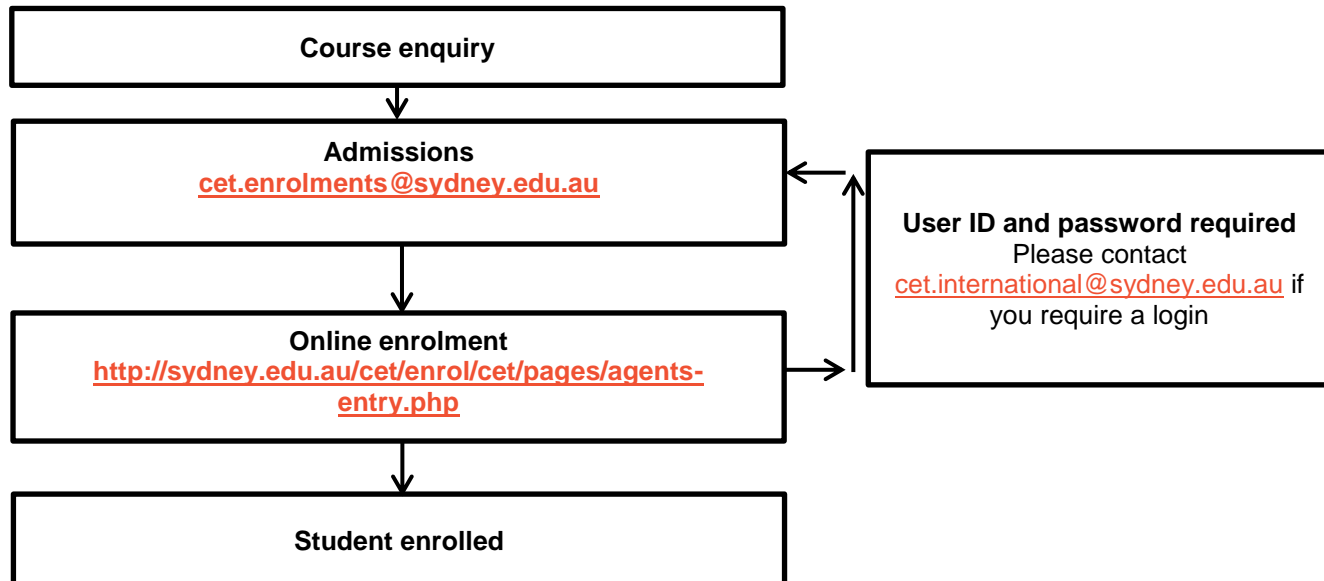 Course enquiry
Admissions
cet.enrolments@sydney.edu.au
User ID and password required
Please contact
cet.international@sydney.edu.au if
you require a login
Online enrolment
http://sydney.edu.au/cet/enrol/cet/pages/agents-
entry.php
Student enrolled